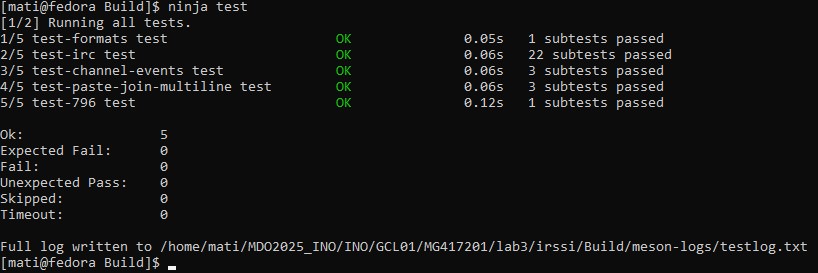 [mati@fedora Build]$ ninja test
[1/2] Running all tests.
1/5 test-formats test OK 0.05s 1 subtests passed
2/5 test-irc test OK 0.06s 22 subtests passed
3/5 test-channel-events test OK 0.06s 3 subtests passed
4/5 test-paste-join-multiline test OK 0.06s 3 subtests passed
5/5 test-796 test OK 0.12s 1 subtests passed
Ok: 5
Expected Fail: 0
Fail: 0
Unexpected Pass: 0
Skipped: 0
Timeout: 0
Full log written to /home/mati/MDO2025_INO/INO/GCL01/MG417201/lab3/irssi/Build/meson-logs/testlog.txt
[mati@fedora Build]$